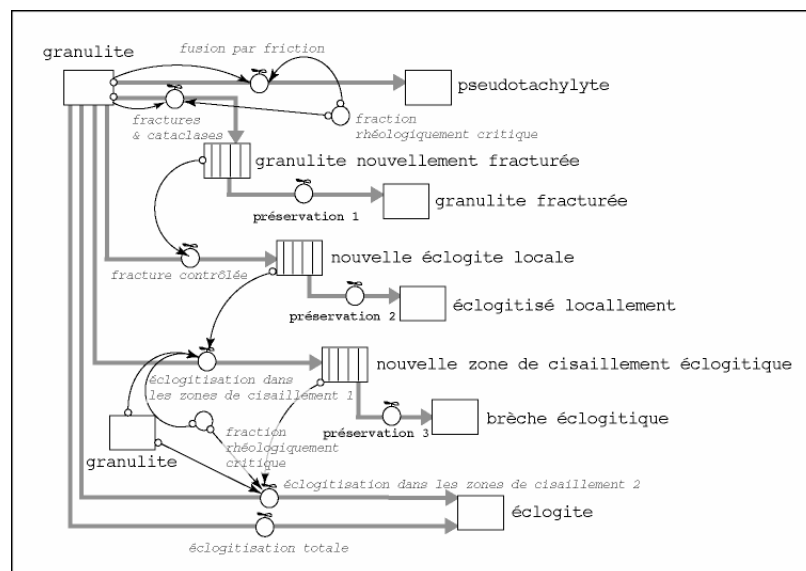 granulite
fusion par friction
pseudotachylyte
fractures
& cataclases
fraction
rhéologiquement critique
granulite nouvellement fracturée
préservation 1
granulite fracturée
nouvelle éclogite locale
fracture contrôlée
préservation 2
éclogitisé locallement
nouvelle zone de cisaillement éclogitique
éclogitisation dans
les zones de cisaillement 1
préservation 3
brèche éclogitique
fraction
rhéologiquement
critique
granulite
éclogitisation dans les zones de cisaillement 2
éclogite
éclogitisation totale